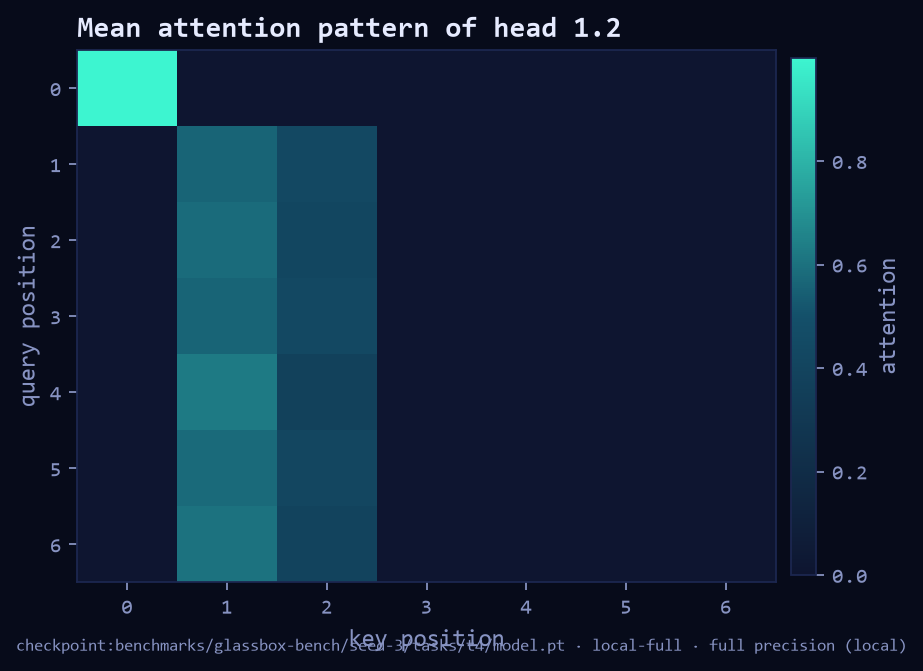 Mean attention pattern of head 1.2
0
1
2
3
4
5
6
query position
0 1 2 3 4 5 6
key position
0.8
0.6
0.4
0.2
0.0
attention
checkpoint:benchmarks/glassbox-bench/seed-3/tasks/t4/model.pt · local-full · full precision (local)